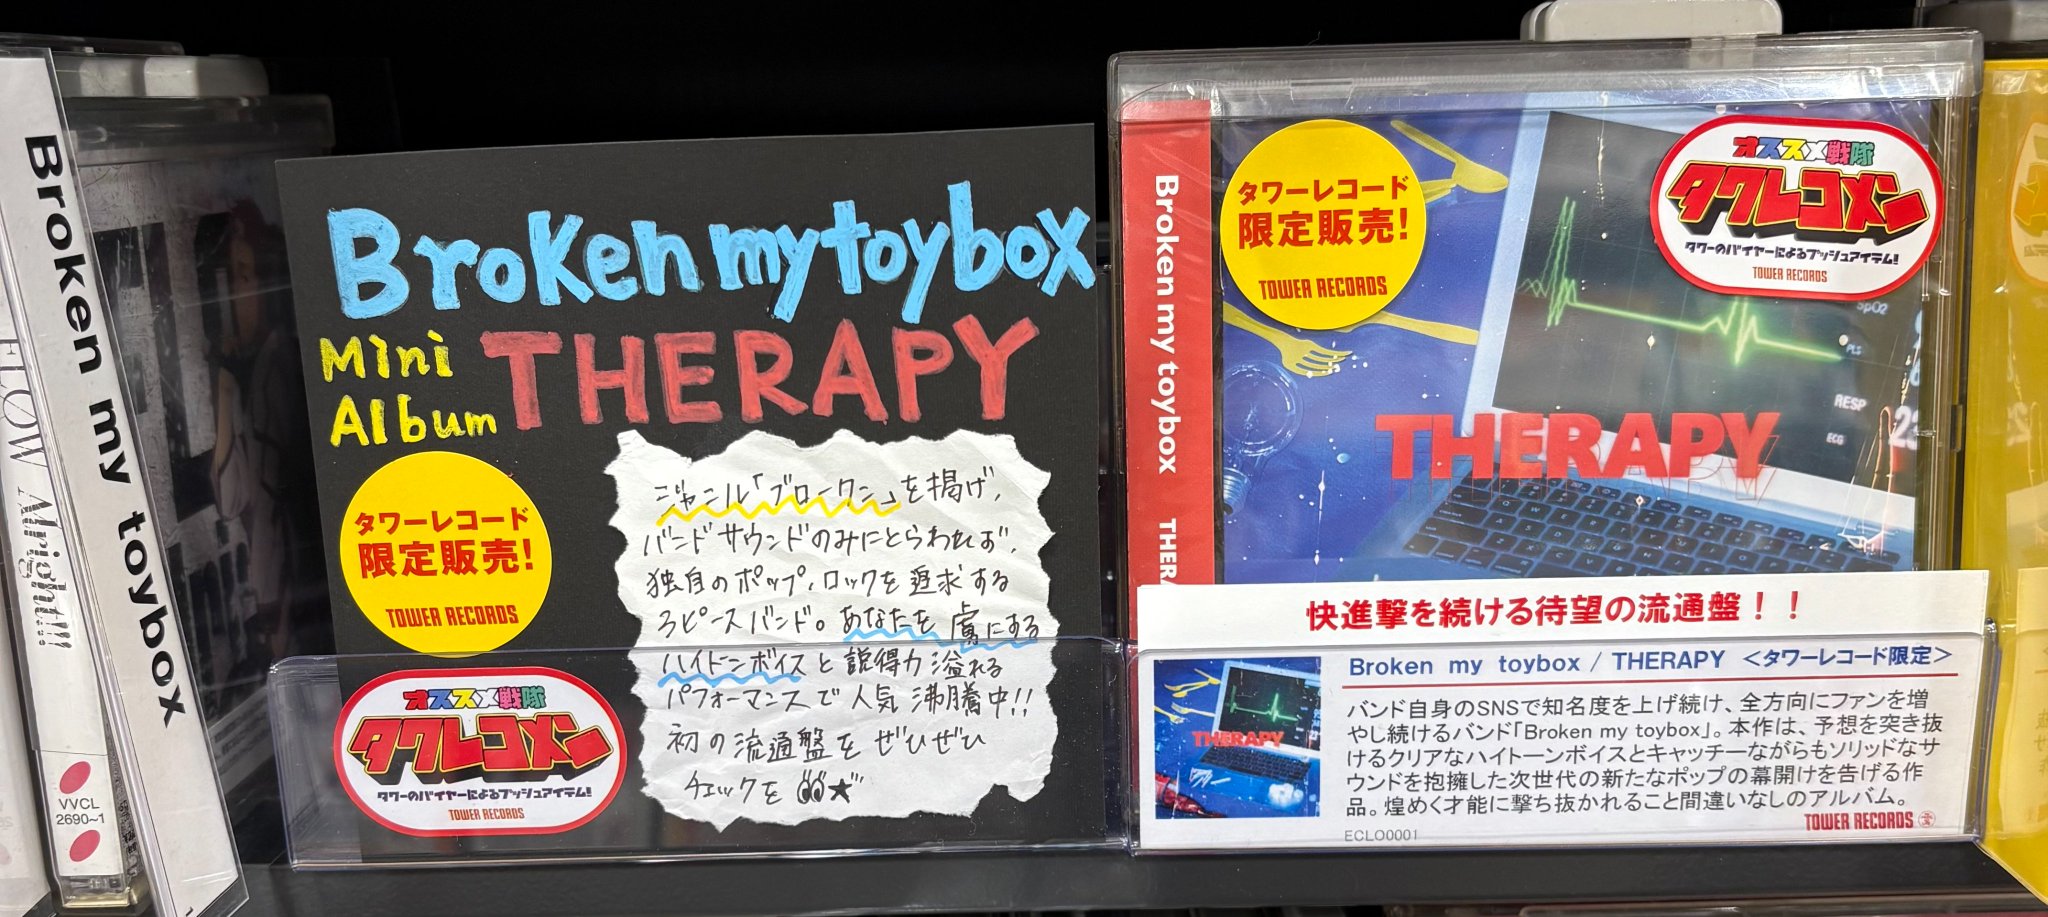 Broken my toybox
FLOW
Alright!!!
VVCL
2690~1
Broken my toybox
Mini
Album
THERAPY
タワーレコード
限定販売!
TOWER RECORDS
オススメ戦隊
タワレコメン
タワーのバイヤーによるプッシュアイテム!
TOWER RECORDS
ジャンル「ブロークン」を掲げ、
バンドサウンドのみにとらわれず、
独自のポップ、ロックを追求する
3ピースバンド。あなたを虜にする
ハイトーンボイスと説得力溢れる
パフォーマンスで人気沸騰中!!
初の流通盤をぜひぜひ
チェックを
Broken my toybox THERA
タワーレコード
限定販売!
TOWER RECORDS
オススメ戦隊
タワレコメン
タワーのバイヤーによるプッシュアイテム!
TOWER RECORDS
SpO2
PLS
RESP
ECG
23
THERAPY
快進撃を続ける待望の流通盤！！
Broken my toybox / THERAPY ＜タワーレコード限定＞
バンド自身のSNSで知名度を上げ続け、全方向にファンを増
やし続けるバンド「Broken my toybox」。本作は、予想を突き抜
けるクリアなハイトーンボイスとキャッチーながらもソリッドなサ
ウンドを抱擁した次世代の新たなポップの幕開けを告げる作
品。煌めく才能に撃ち抜かれること間違いなしのアルバム。
TOWER RECORDS
ECLO0001
THERAPY